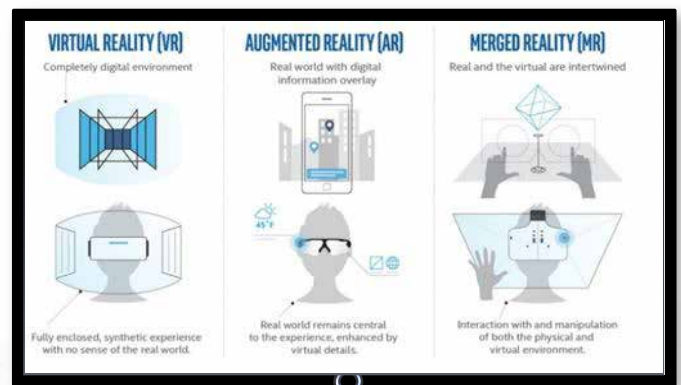 VIRTUAL REALITY (VR)
Completely digital environment
Fully enclosed, synthetic experience
with no sense of the real world.
AUGMENTED REALITY (AR)
Real world with digital
information overlay
45°F
Real world remains central
to the experience, enhanced by
virtual details.
MERGED REALITY (MR)
Real and the virtual are intertwined
Interaction with and manipulation
of both the physical and
virtual environment.